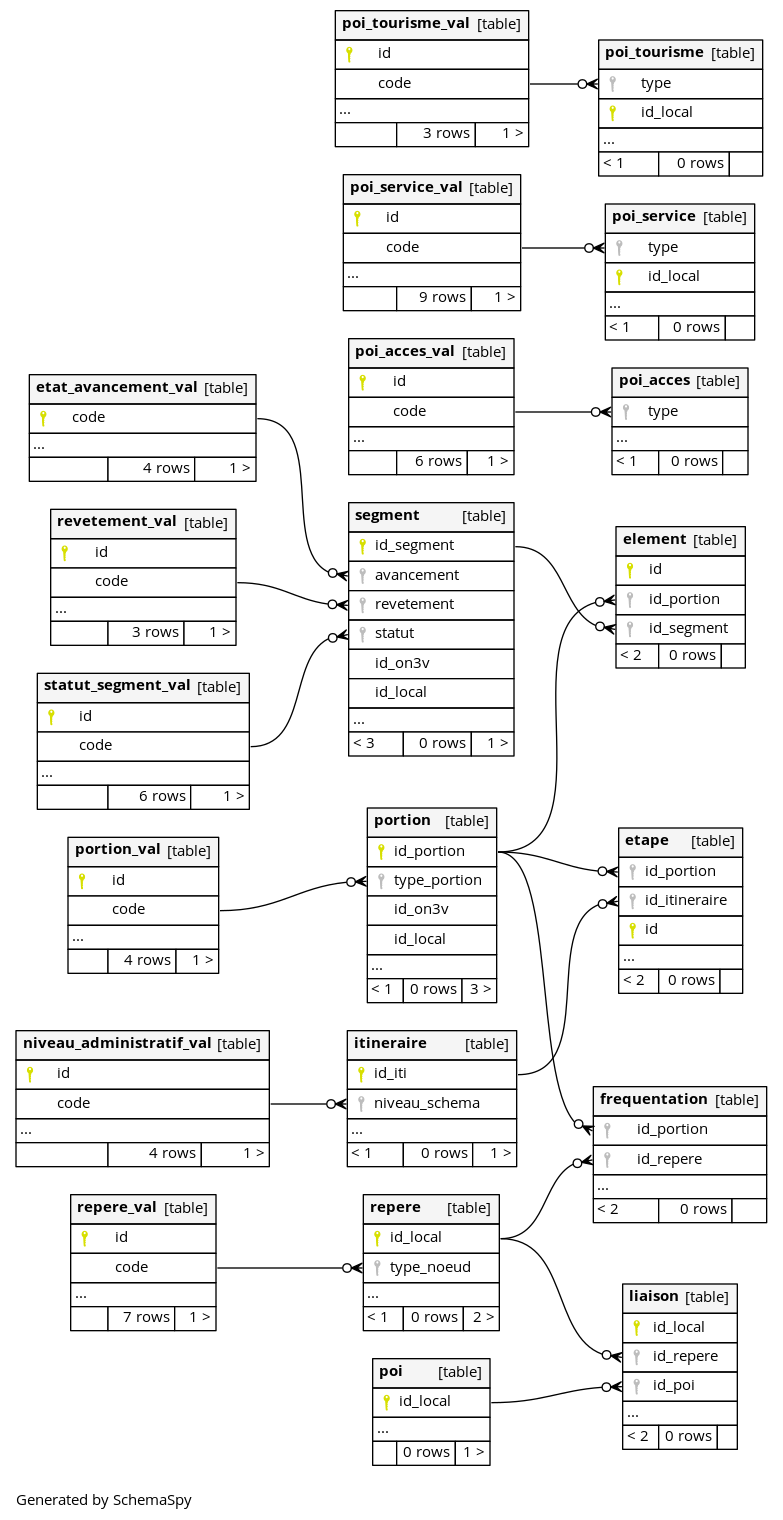 poi_tourisme_val [table]
id
code
...
3 rows 1 >
poi_tourisme [table]
type
id_local
...
< 1 0 rows
poi_service_val [table]
id
code
...
9 rows 1 >
poi_service [table]
type
id_local
...
< 1 0 rows
poi_acces_val [table]
id
code
...
6 rows 1 >
poi_acces [table]
type
...
< 1 0 rows
etat_avancement_val [table]
code
...
4 rows 1 >
revetement_val [table]
id
code
...
3 rows 1 >
statut_segment_val [table]
id
code
...
6 rows 1 >
segment [table]
id_segment
avancement
revetement
statut
id_on3v
id_local
...
< 3 0 rows 1 >
element [table]
id
id_portion
id_segment
< 2 0 rows
portion_val [table]
id
code
...
4 rows 1 >
portion [table]
id_portion
type_portion
id_on3v
id_local
...
< 1 0 rows 3 >
etape [table]
id_portion
id_itineraire
id
...
< 2 0 rows
niveau_administratif_val [table]
id
code
...
4 rows 1 >
itineraire [table]
id_iti
niveau_schema
...
< 1 0 rows 1 >
frequentation [table]
id_portion
id_repere
...
< 2 0 rows
repere_val [table]
id
code
...
7 rows 1 >
repere [table]
id_local
type_noeud
...
< 1 0 rows 2 >
liaison [table]
id_local
id_repere
id_poi
...
< 2 0 rows
poi [table]
id_local
...
0 rows 1 >
Generated by SchemaSpy